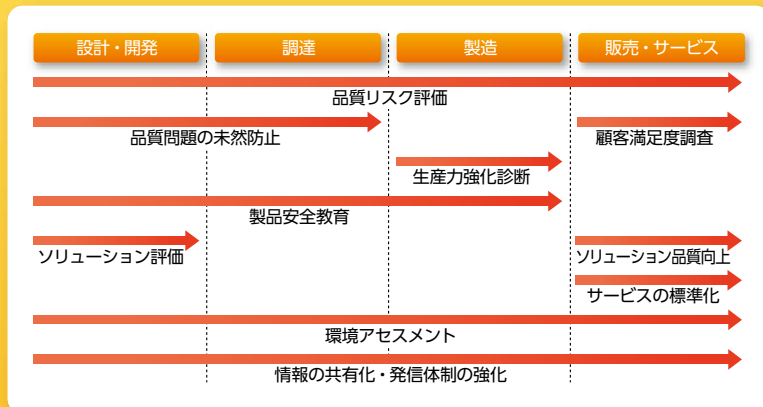 設計・開発
調達
製造
販売・サービス
品質リスク評価
品質問題の未然防止
顧客満足度調査
生産力強化診断
製品安全教育
ソリューション評価
ソリューション品質向上
サービスの標準化
環境アセスメント
情報の共有化・発信体制の強化